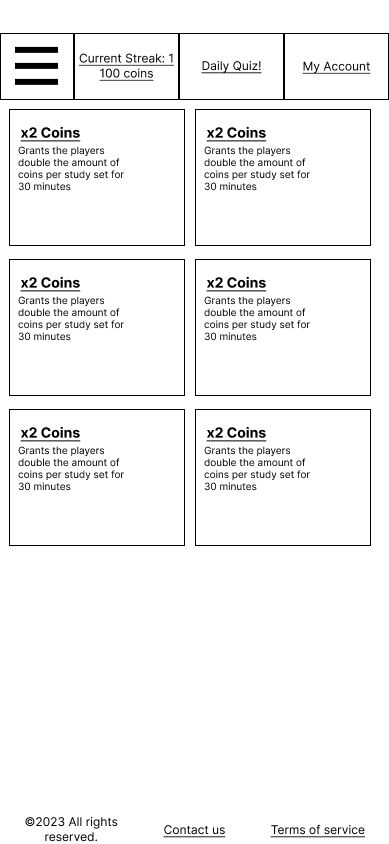 Current Streak: 1
100 coins
Daily Quiz!
My Account
x2 Coins
Grants the players
double the amount of
coins per study set for
30 minutes
x2 Coins
Grants the players
double the amount of
coins per study set for
30 minutes
x2 Coins
Grants the players
double the amount of
coins per study set for
30 minutes
x2 Coins
Grants the players
double the amount of
coins per study set for
30 minutes
x2 Coins
Grants the players
double the amount of
coins per study set for
30 minutes
x2 Coins
Grants the players
double the amount of
coins per study set for
30 minutes
©2023 All rights
reserved.
Contact us
Terms of service